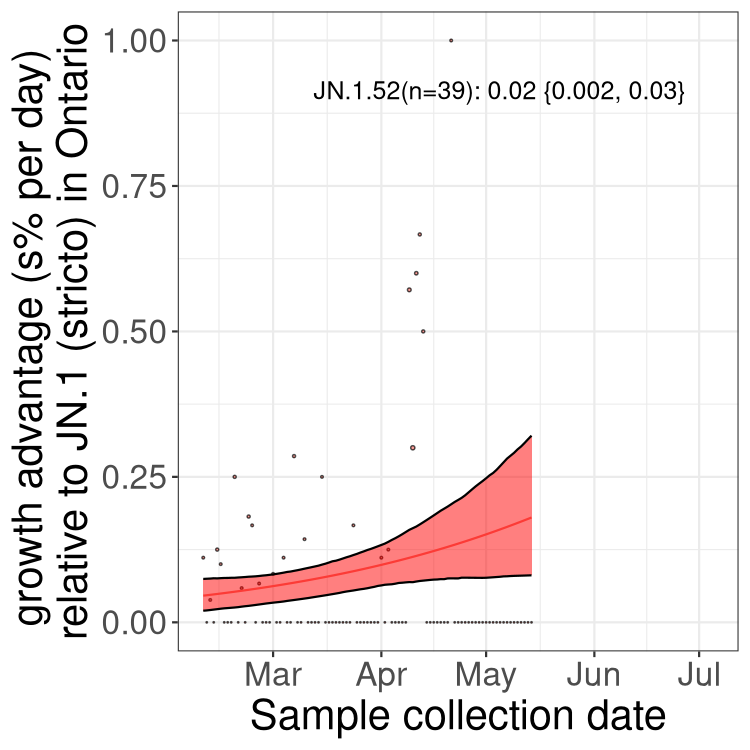 growth advantage (s% per day)
relative to JN.1 (stricto) in Ontario
1.00
0.75
0.50
0.25
0.00
JN.1.52(n=39): 0.02 {0.002, 0.03}
Mar Apr May Jun Jul
Sample collection date